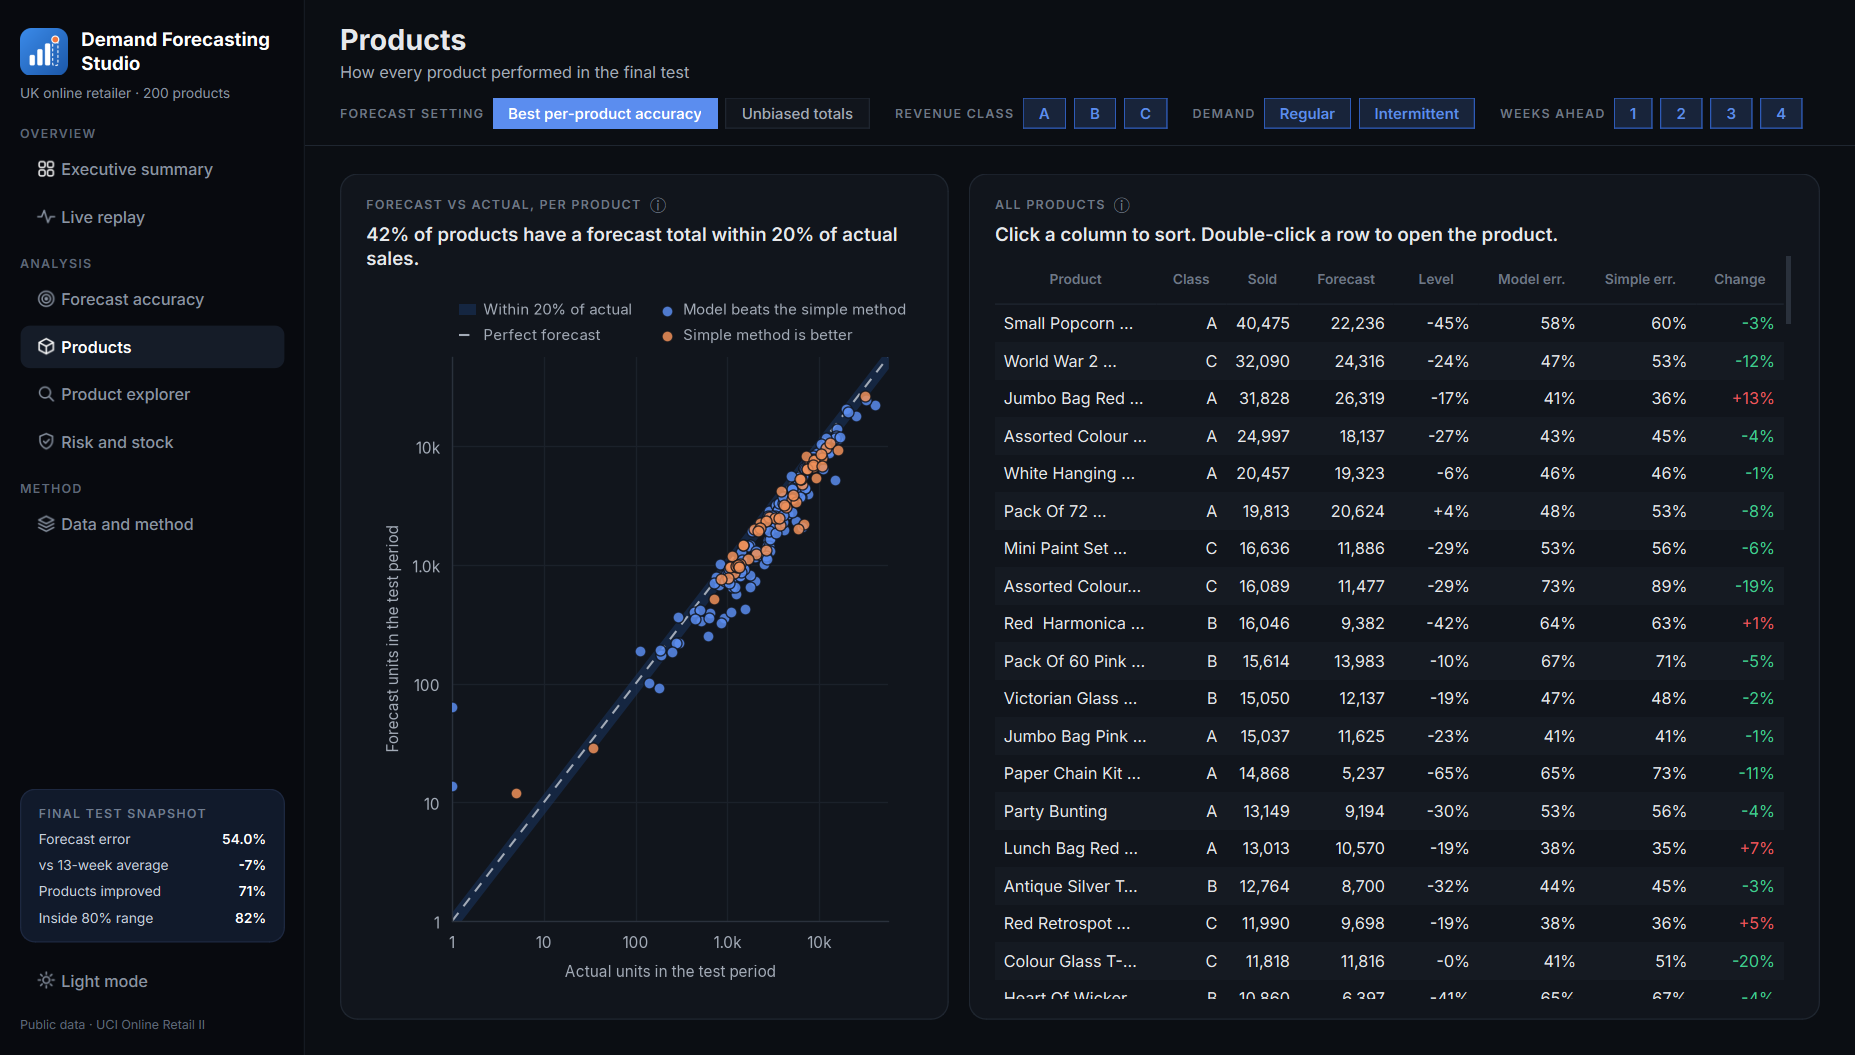 Demand Forecasting
Studio
UK online retailer · 200 products
OVERVIEW
Executive summary
Live replay
ANALYSIS
Forecast accuracy
Products
Product explorer
Risk and stock
METHOD
Data and method
FINAL TEST SNAPSHOT
Forecast error 54.0%
vs 13-week average -7%
Products improved 71%
Inside 80% range 82%
Light mode
Public data · UCI Online Retail II
Products
How every product performed in the final test
FORECAST SETTING Best per-product accuracy Unbiased totals REVENUE CLASS A B C DEMAND Regular Intermittent WEEKS AHEAD 1 2 3 4
FORECAST VS ACTUAL, PER PRODUCT
42% of products have a forecast total within 20% of actual
sales.
Within 20% of actual Model beats the simple method
Perfect forecast Simple method is better
Forecast units in the test period
10k
1.0k
100
10
1
1 10 100 1.0k 10k
Actual units in the test period
ALL PRODUCTS
Click a column to sort. Double-click a row to open the product.
Product Class Sold Forecast Level Model err. Simple err. Change
Small Popcorn ... A 40,475 22,236 -45% 58% 60% -3%
World War 2 ... C 32,090 24,316 -24% 47% 53% -12%
Jumbo Bag Red ... A 31,828 26,319 -17% 41% 36% +13%
Assorted Colour ... A 24,997 18,137 -27% 43% 45% -4%
White Hanging ... A 20,457 19,323 -6% 46% 46% -1%
Pack Of 72 ... A 19,813 20,624 +4% 48% 53% -8%
Mini Paint Set ... C 16,636 11,886 -29% 53% 56% -6%
Assorted Colour... C 16,089 11,477 -29% 73% 89% -19%
Red  Harmonica ... B 16,046 9,382 -42% 64% 63% +1%
Pack Of 60 Pink ... B 15,614 13,983 -10% 67% 71% -5%
Victorian Glass ... B 15,050 12,137 -19% 47% 48% -2%
Jumbo Bag Pink ... A 15,037 11,625 -23% 41% 41% -1%
Paper Chain Kit ... A 14,868 5,237 -65% 65% 73% -11%
Party Bunting A 13,149 9,194 -30% 53% 56% -4%
Lunch Bag Red ... A 13,013 10,570 -19% 38% 35% +7%
Antique Silver T... B 12,764 8,700 -32% 44% 45% -3%
Red Retrospot ... C 11,990 9,698 -19% 38% 36% +5%
Colour Glass T-... C 11,818 11,816 -0% 41% 51% -20%
Heart Of Wicker B 10,860 6,397 -41% 65% 67% -4%